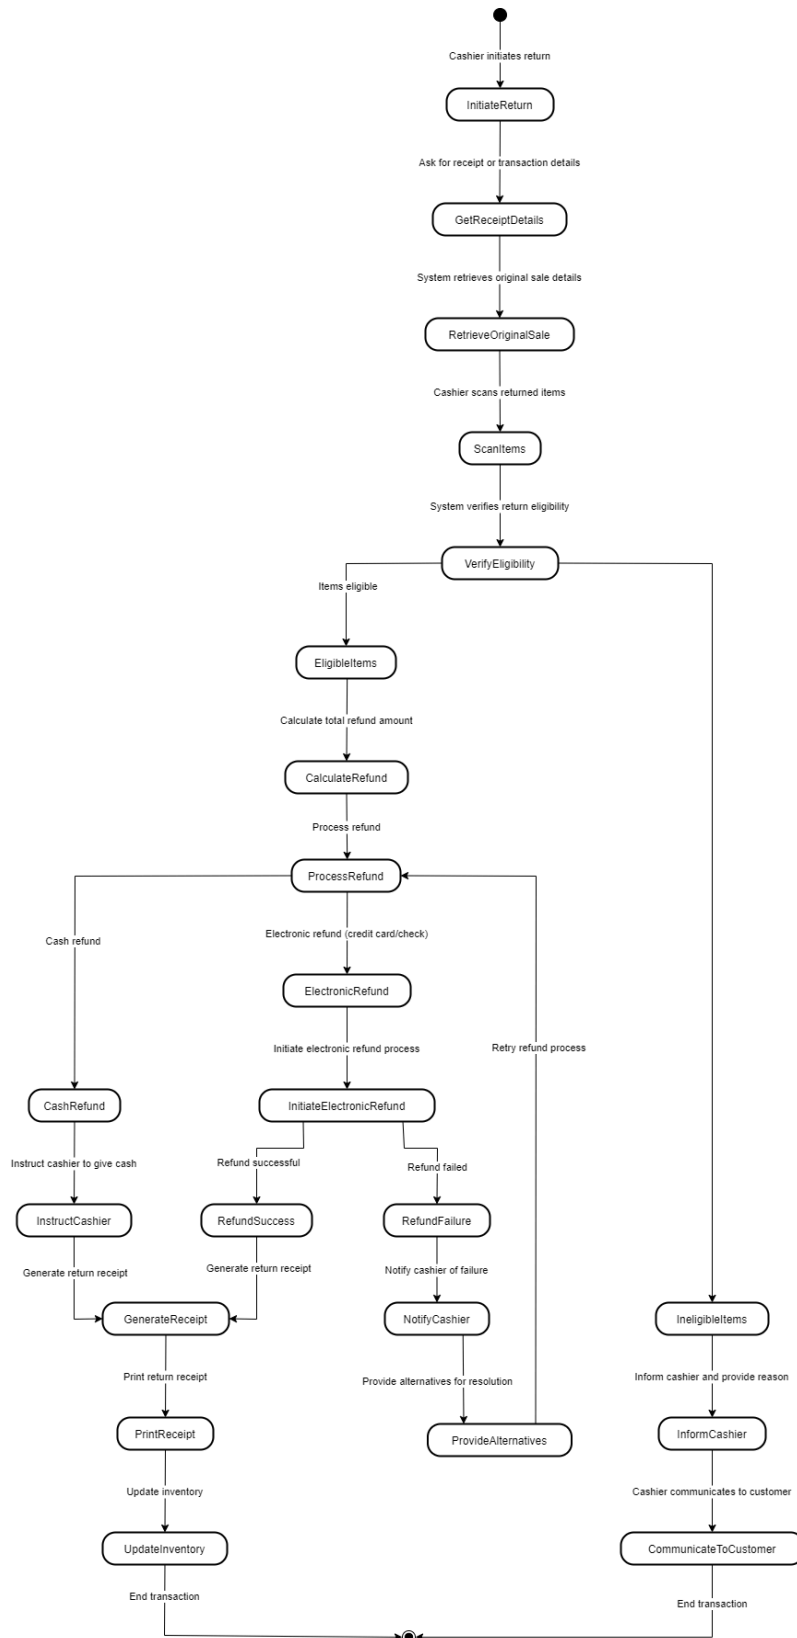 Cashier initiates return
InitiateReturn
Ask for receipt or transaction details
GetReceiptDetails
System retrieves original sale details
RetrieveOriginalSale
Cashier scans returned items
ScanItems
System verifies return eligibility
VerifyEligibility
Items eligible
EligibleItems
Calculate total refund amount
CalculateRefund
Process refund
ProcessRefund
Cash refund
Electronic refund (credit card/check)
ElectronicRefund
Initiate electronic refund process
Retry refund process
CashRefund
InitiateElectronicRefund
Instruct cashier to give cash
Refund successful
Refund failed
InstructCashier
RefundSuccess
RefundFailure
Generate return receipt
Generate return receipt
Notify cashier of failure
GenerateReceipt
NotifyCashier
IneligibleItems
Print return receipt
Provide alternatives for resolution
Inform cashier and provide reason
PrintReceipt
ProvideAlternatives
InformCashier
Update inventory
Cashier communicates to customer
UpdateInventory
CommunicateToCustomer
End transaction
End transaction